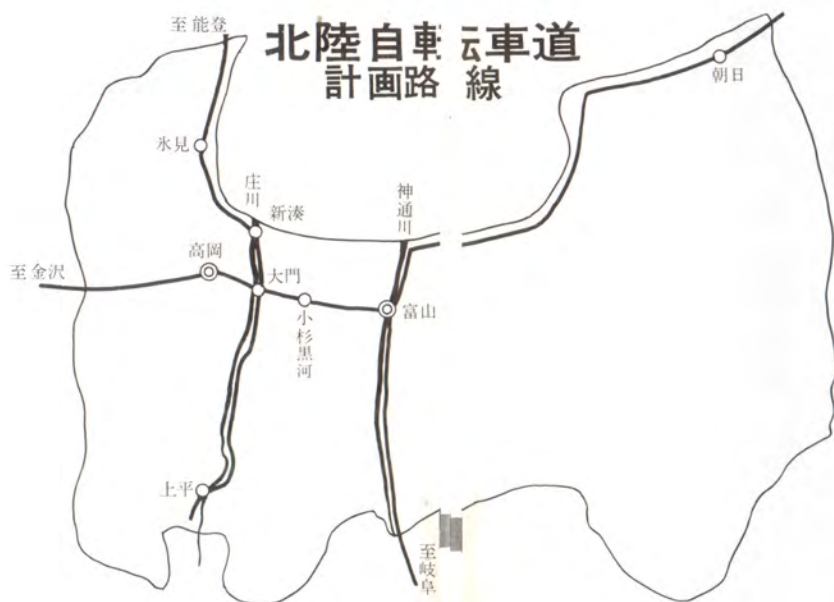 北陸自転車道
計画路線
至能登
朝日
氷見
庄川
新湊
神通川
高岡
至金沢
大門
富山
小杉黒河
上平
至岐阜